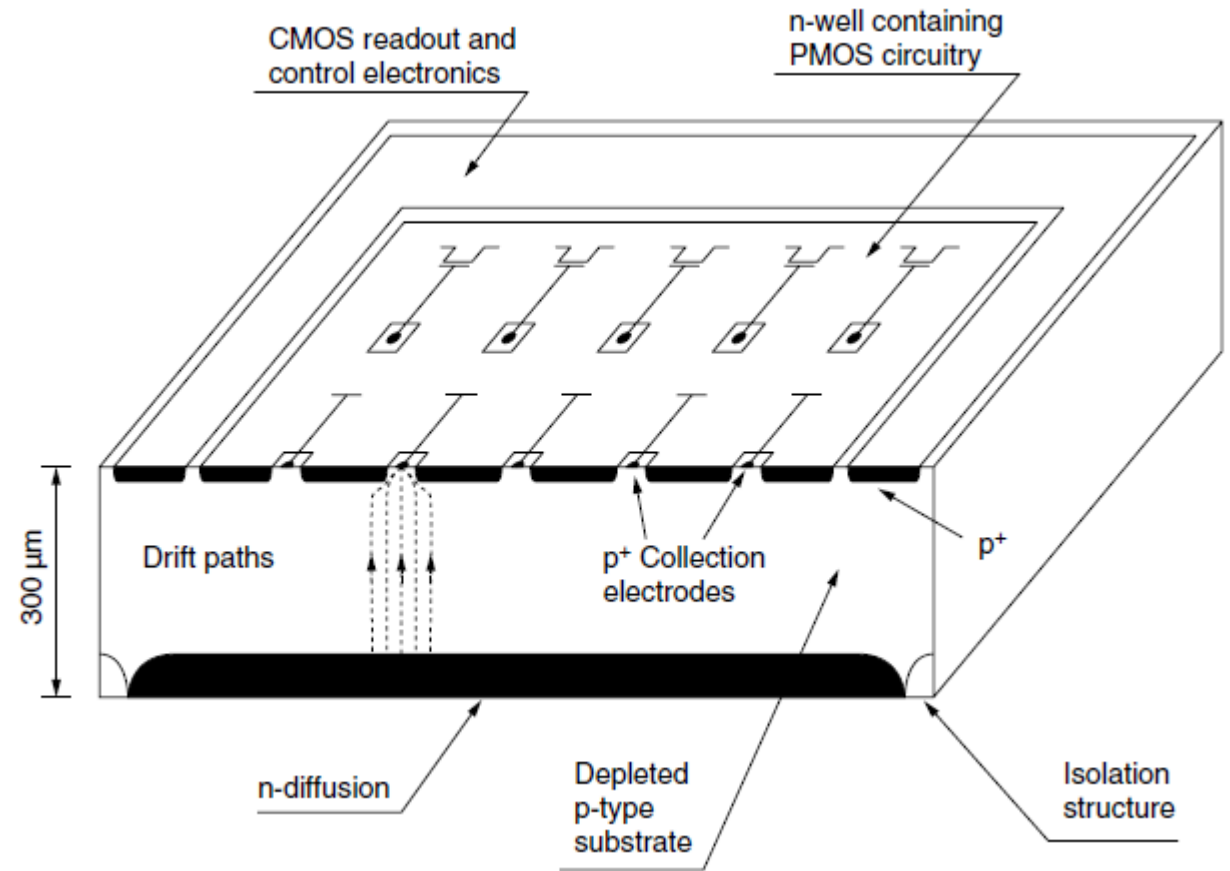 CMOS readout and
control electronics
n-well containing
PMOS circuitry
300 µm
Drift paths
p⁺ Collection
electrodes
p⁺
n-diffusion
Depleted
p-type
substrate
Isolation
structure